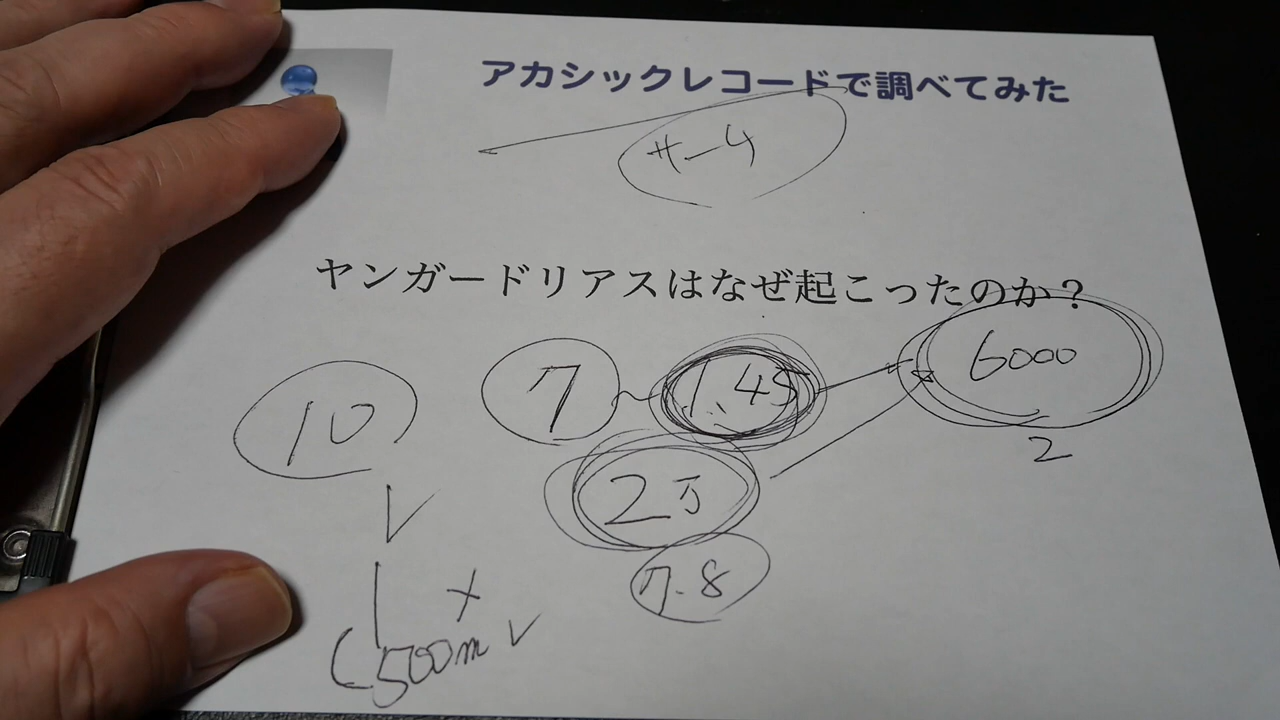 アカシックレコードで調べてみた
サーチ
ヤンガードリアスはなぜ起こったのか?
10 7 〜 1.45 6000
2万 2
7.8
500m